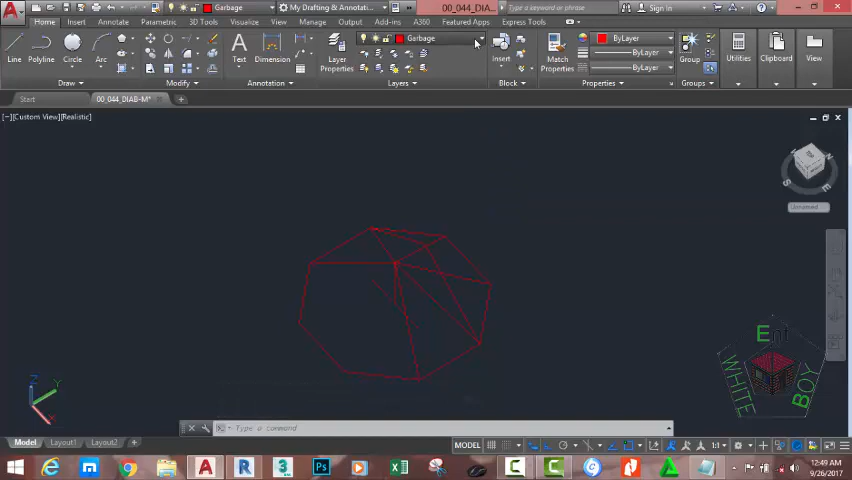 Garbage
My Drafting & Annotation
00_044_DIA...
Type a keyword or phrase
Sign In
Home
Insert
Annotate
Parametric
3D Tools
Visualize
View
Manage
Output
Add-ins
A360
Featured Apps
Express Tools
Line
Polyline
Circle
Arc
Text
Dimension
Layer
Properties
Garbage
Insert
Match
Properties
ByLayer
ByLayer
ByLayer
Group
Utilities
Clipboard
View
Draw
Modify
Annotation
Layers
Block
Properties
Groups
Start
00_044_DIAB-M*
[−][Custom View][Realistic]
TOP
N
S
E
Unnamed
WHITE
Ent
BOY
Z
Y
X
Type a command
Model
Layout1
Layout2
MODEL
1:1
12:49 AM
9/26/2017